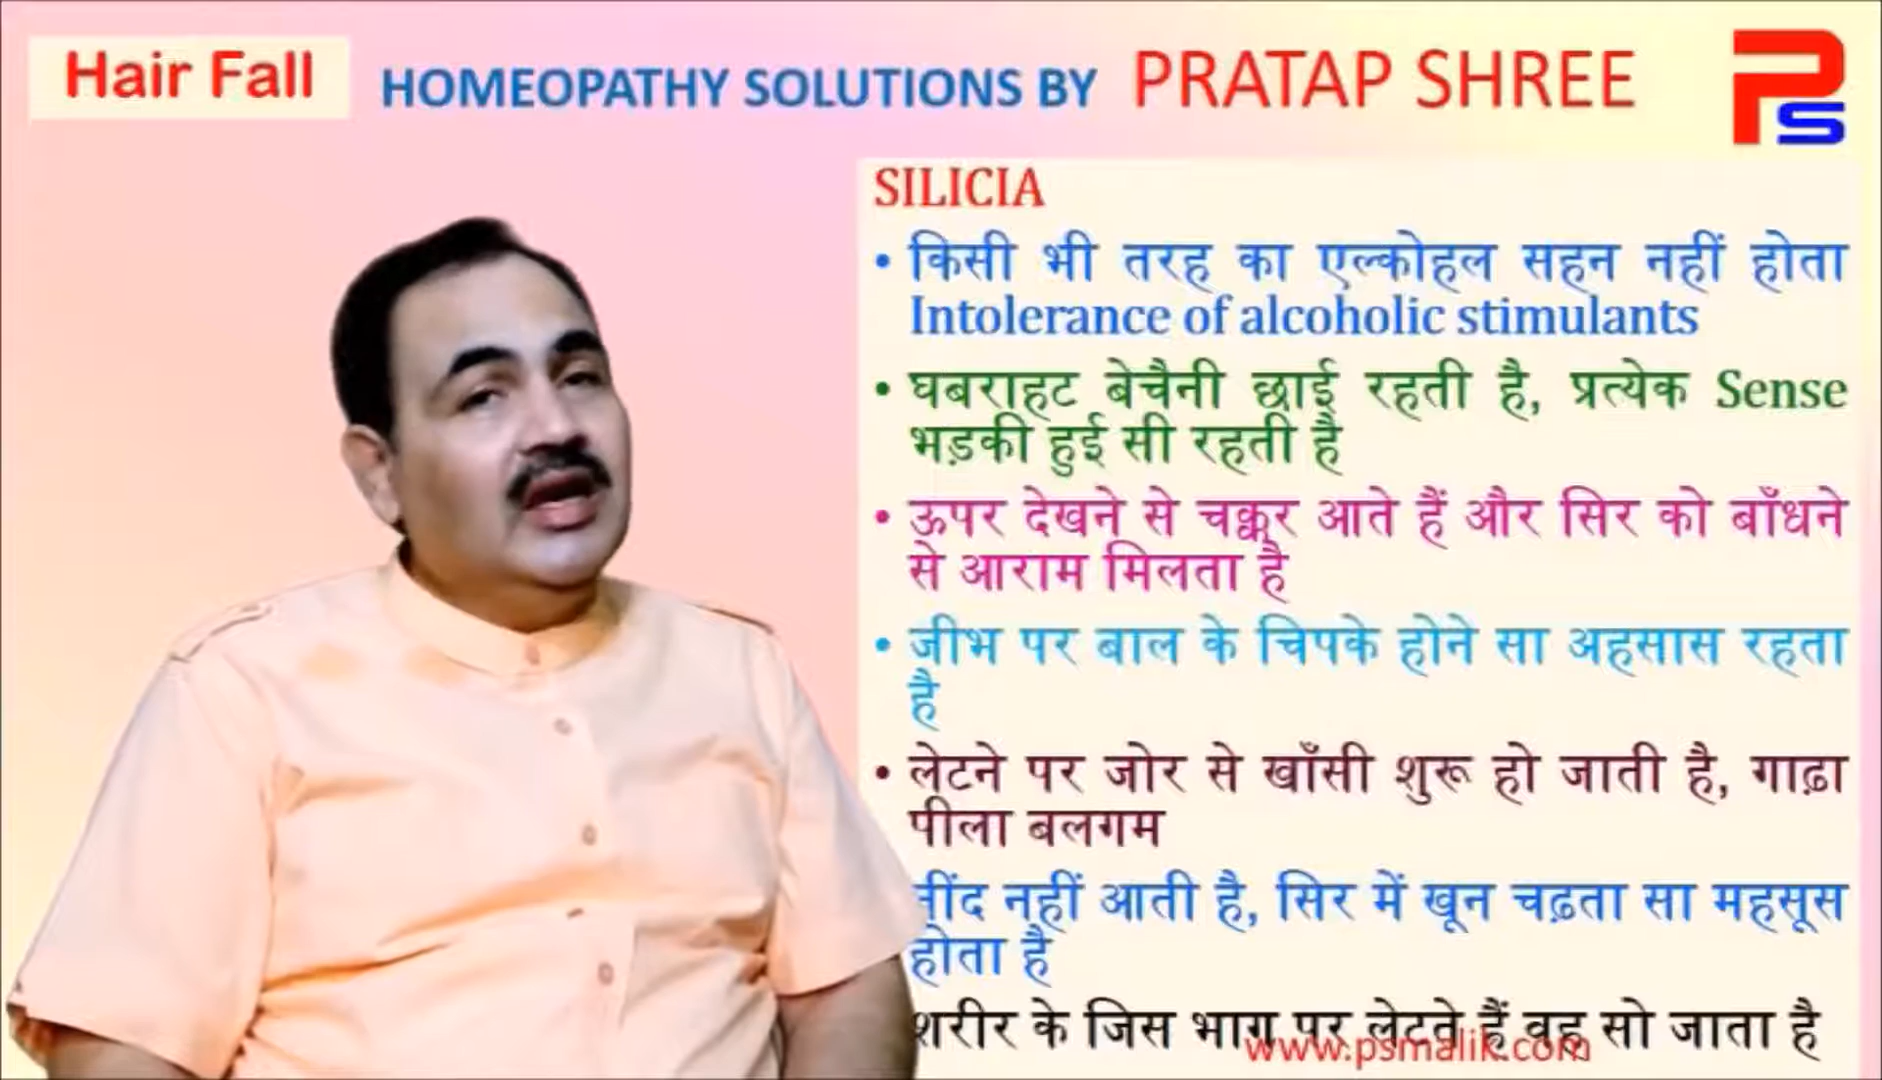 Hair Fall HOMEOPATHY SOLUTIONS BY PRATAP SHREE PS
SILICIA
• किसी भी तरह का एल्कोहल सहन नहीं होता
Intolerance of alcoholic stimulants
• घबराहट बेचैनी छाई रहती है, प्रत्येक Sense
भड़की हुई सी रहती है
• ऊपर देखने से चक्कर आते हैं और सिर को बाँधने
से आराम मिलता है
• जीभ पर बाल के चिपके होने सा अहसास रहता
है
• लेटने पर जोर से खाँसी शुरू हो जाती है, गाढ़ा
पीला बलगम
नींद नहीं आती है, सिर में खून चढ़ता सा महसूस
होता है
शरीर के जिस भाग पर लेटते हैं वह सो जाता है
www.psmalik.com